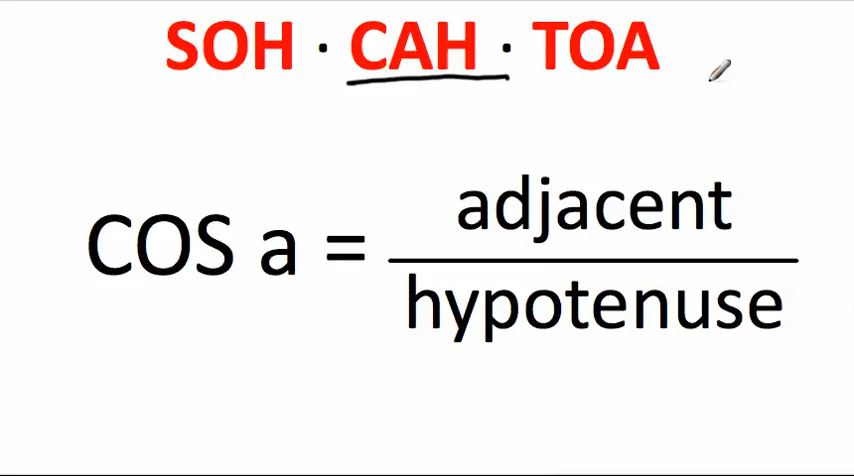 SOH · CAH · TOA
COS a = adjacent
hypotenuse